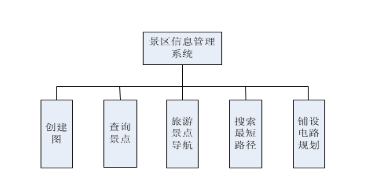 景区信息管理
系统
创建
图
查询
景点
旅游
景点
导航
搜索
最短
路径
铺设
电路
规划